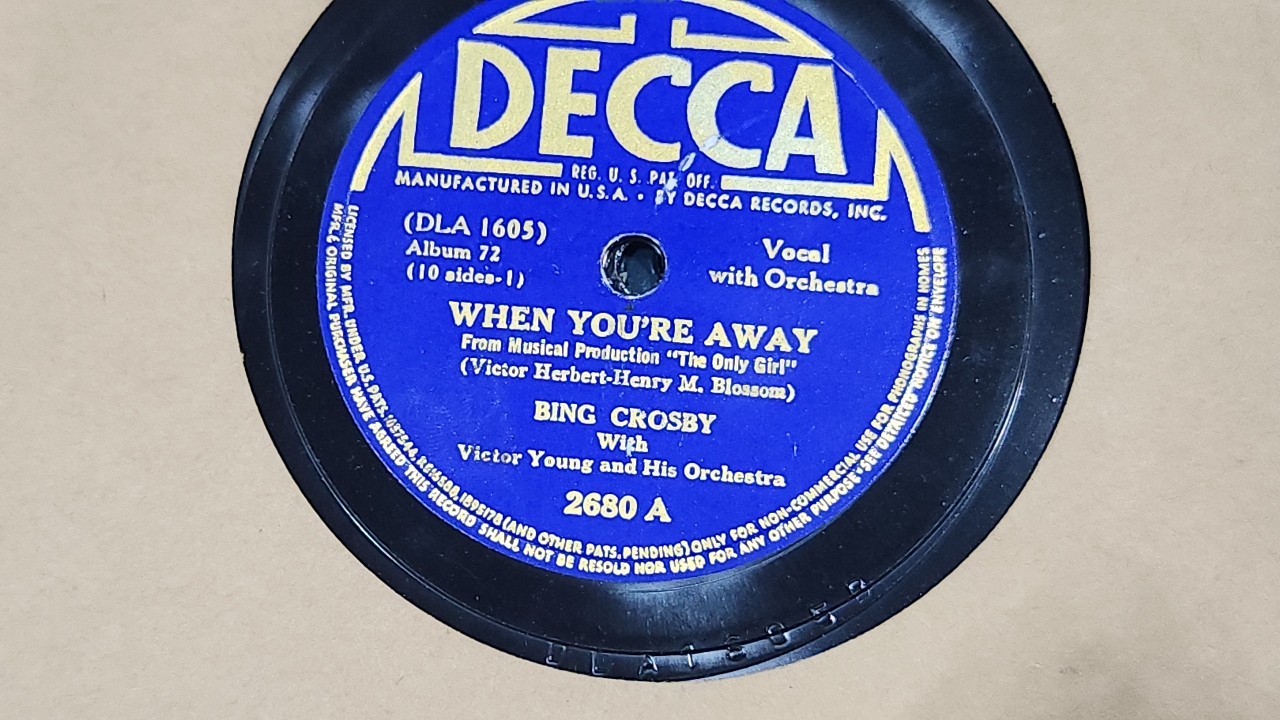 DECCA
REG. U. S. PAT. OFF.
MANUFACTURED IN U.S.A. • BY DECCA RECORDS, INC.
(DLA 1605)
Album 72
(10 sides-1)
Vocal
with Orchestra
WHEN YOU'RE AWAY
From Musical Production "The Only Girl"
(Victor Herbert-Henry M. Blossom)
BING CROSBY
With
Victor Young and His Orchestra
2680 A
LICENSED BY MFR. UNDER U.S. PATS. 1637544, RE16588, 1895178 (AND OTHER PATS. PENDING) ONLY FOR NON-COMMERCIAL USE FOR PHONOGRAPHS IN HOMES
MFR. & ORIGINAL PURCHASER HAVE AGREED THIS RECORD SHALL NOT BE RESOLD NOR USED FOR ANY OTHER PURPOSE • SEE DETAILED NOTICE ON ENVELOPE